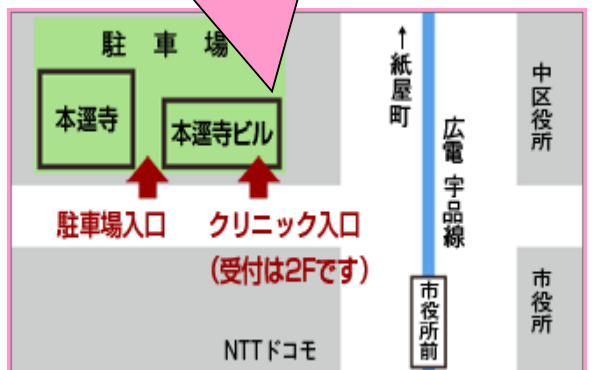 駐車場
本逕寺
本逕寺ビル
駐車場入口
クリニック入口
（受付は2Fです）
NTTドコモ
↑紙屋町
広電 宇品線
市役所前
中区役所
市役所